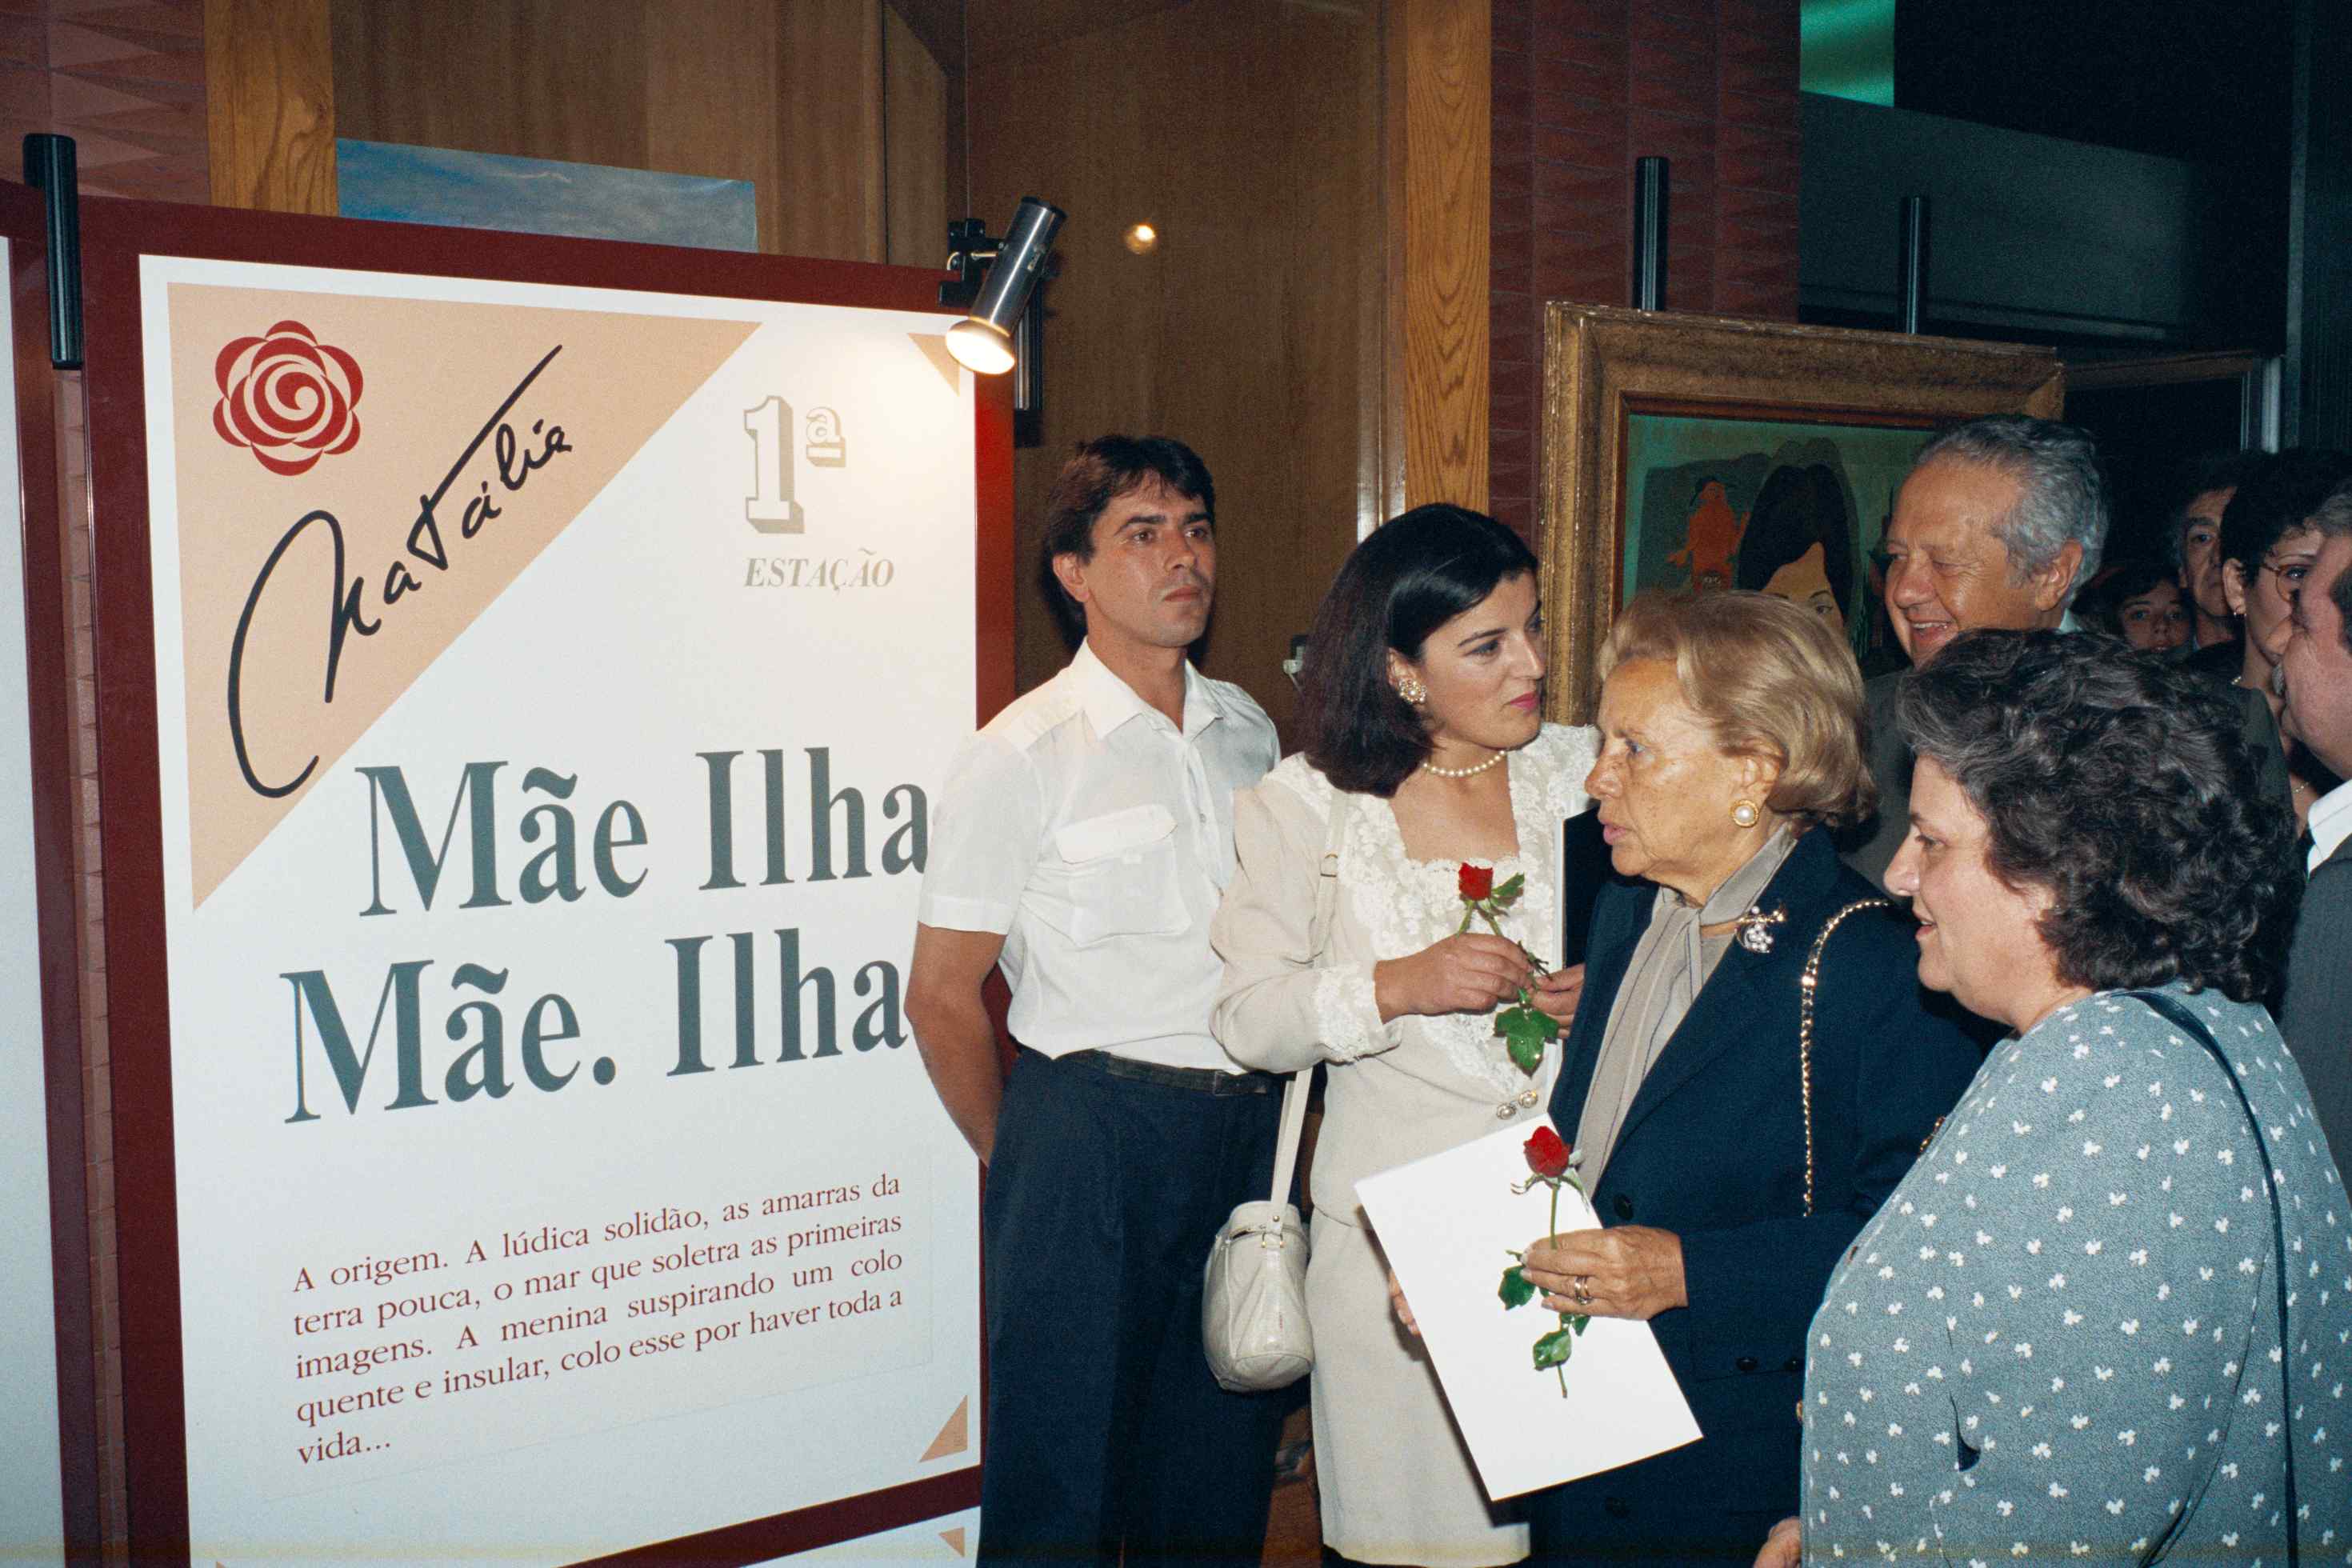 Natália
1ª
ESTAÇÃO
Mãe Ilha
Mãe. Ilha
A origem. A lúdica solidão, as amarras da
terra pouca, o mar que soletra as primeiras
imagens. A menina suspirando um colo
quente e insular, colo esse por haver toda a
vida...